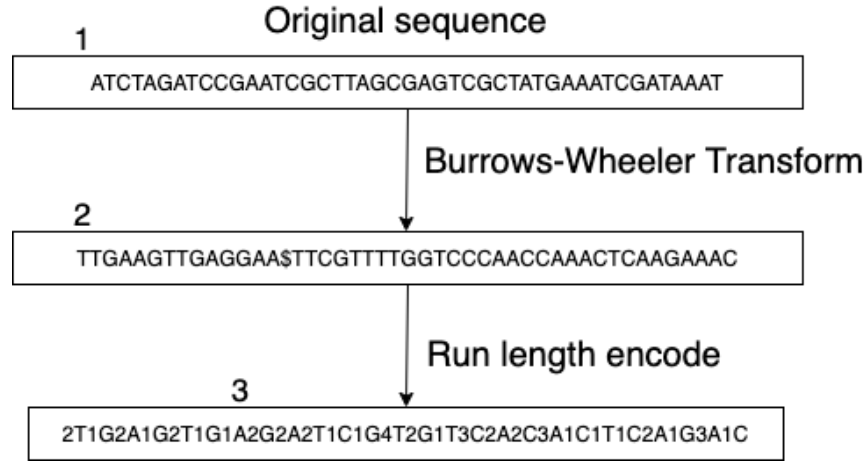 Original sequence
1
ATCTAGATCCGAATCGCTTAGCGAGTCGCTATGAAATCGATAAAT
Burrows-Wheeler Transform
2
TTGAAGTTGAGGAA$TTCGTTTTGGTCCCAACCAAACTCAAGAAAC
Run length encode
3
2T1G2A1G2T1G1A2G2A2T1C1G4T2G1T3C2A2C3A1C1T1C2A1G3A1C